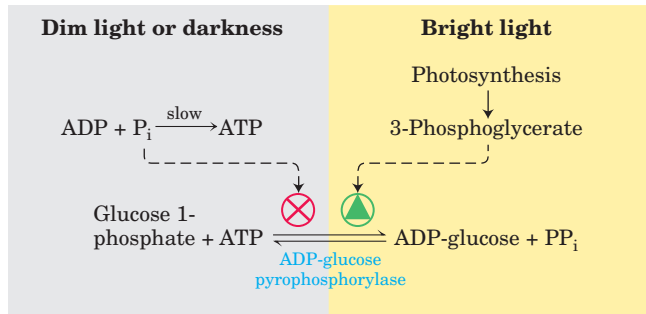 Dim light or darkness
Bright light
Photosynthesis
3-Phosphoglycerate
slow
ADP + Pi
ATP
Glucose 1-
phosphate + ATP
ADP-glucose + PPi
ADP-glucose
pyrophosphorylase